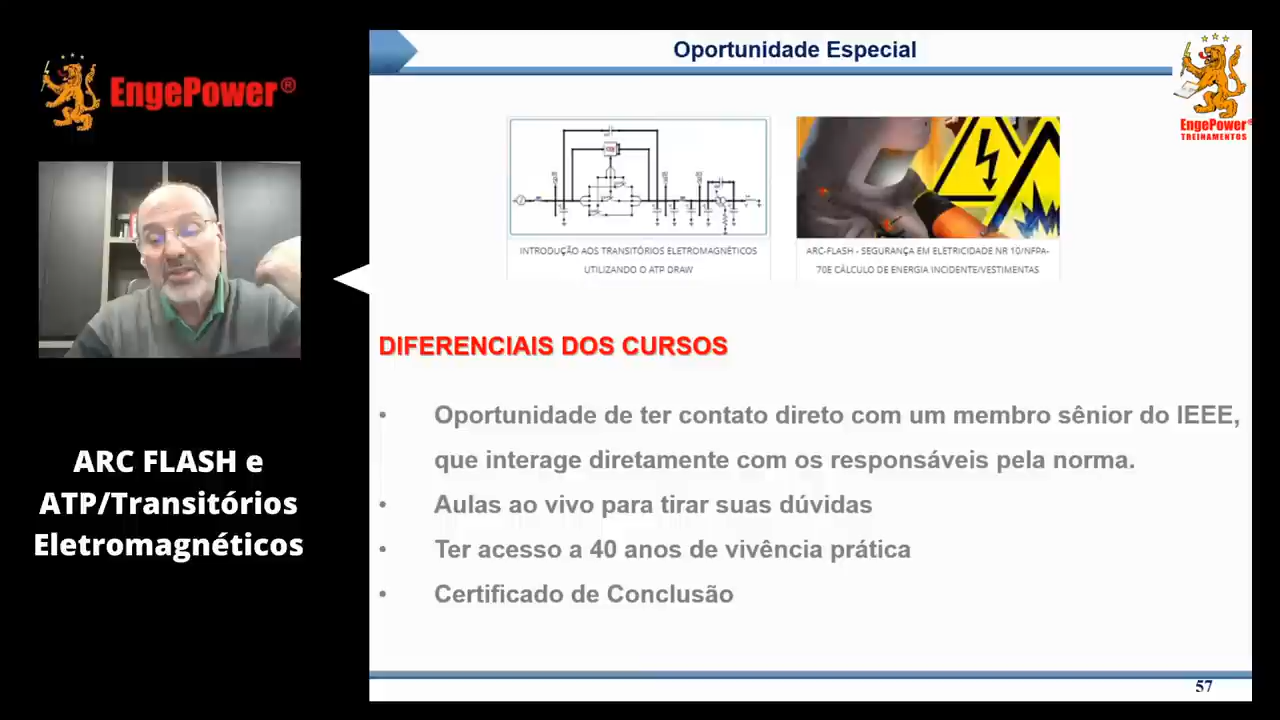 EngePower®
ARC FLASH e
ATP/Transitórios
Eletromagnéticos
Oportunidade Especial
EngePower®
TREINAMENTOS
INTRODUÇÃO AOS TRANSITÓRIOS ELETROMAGNÉTICOS
UTILIZANDO O ATP DRAW
ARC-FLASH - SEGURANÇA EM ELETRICIDADE NR 10/NFPA-
70E CÁLCULO DE ENERGIA INCIDENTE/VESTIMENTAS
DIFERENCIAIS DOS CURSOS
• Oportunidade de ter contato direto com um membro sênior do IEEE,
que interage diretamente com os responsáveis pela norma.
• Aulas ao vivo para tirar suas dúvidas
• Ter acesso a 40 anos de vivência prática
• Certificado de Conclusão
57